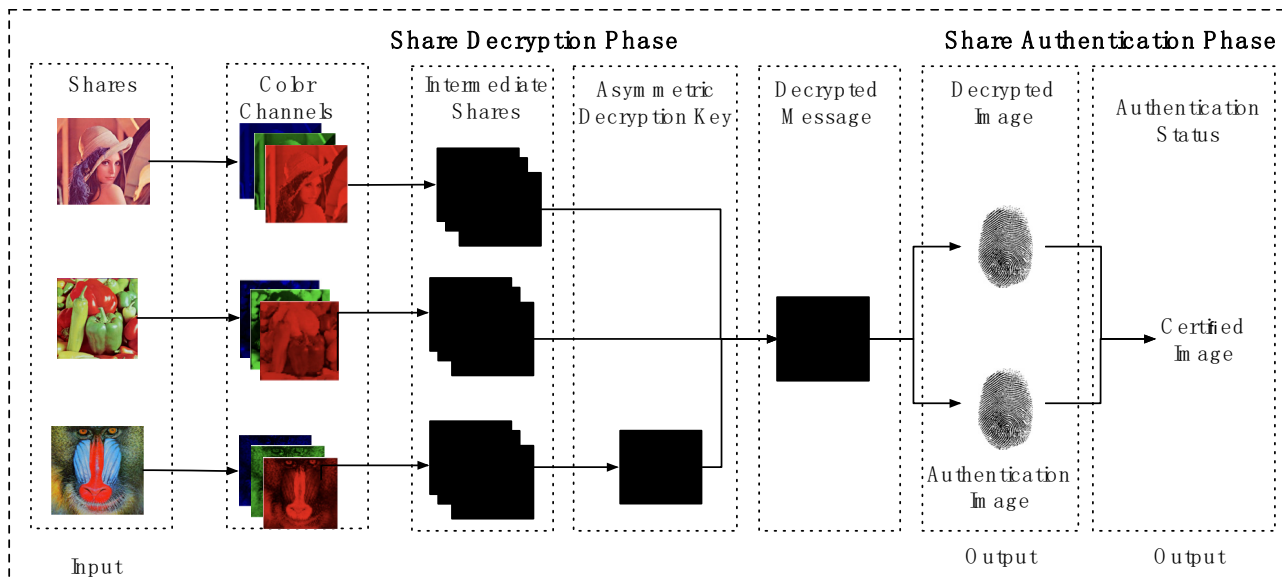 Share Decryption Phase
Share Authentication Phase
Shares
Color
Channels
Intermediate
Shares
Asymmetric
Decryption Key
Decrypted
Message
Decrypted
Image
Authentication
Status
Certified
Image
Authentication
Image
Input
Output
Output